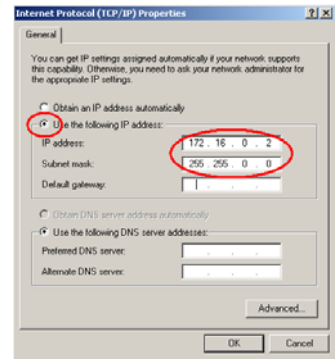 Internet Protocol (TCP/IP) Properties
General
You can get IP settings assigned automatically if your network supports
this capability. Otherwise, you need to ask your network administrator for
the appropriate IP settings.
Obtain an IP address automatically
Use the following IP address:
IP address: 172 . 16 . 0 . 2
Subnet mask: 255 . 255 . 0 . 0
Default gateway: . . .
Obtain DNS server address automatically
Use the following DNS server addresses:
Preferred DNS server: . . .
Alternate DNS server: . . .
Advanced...
OK Cancel